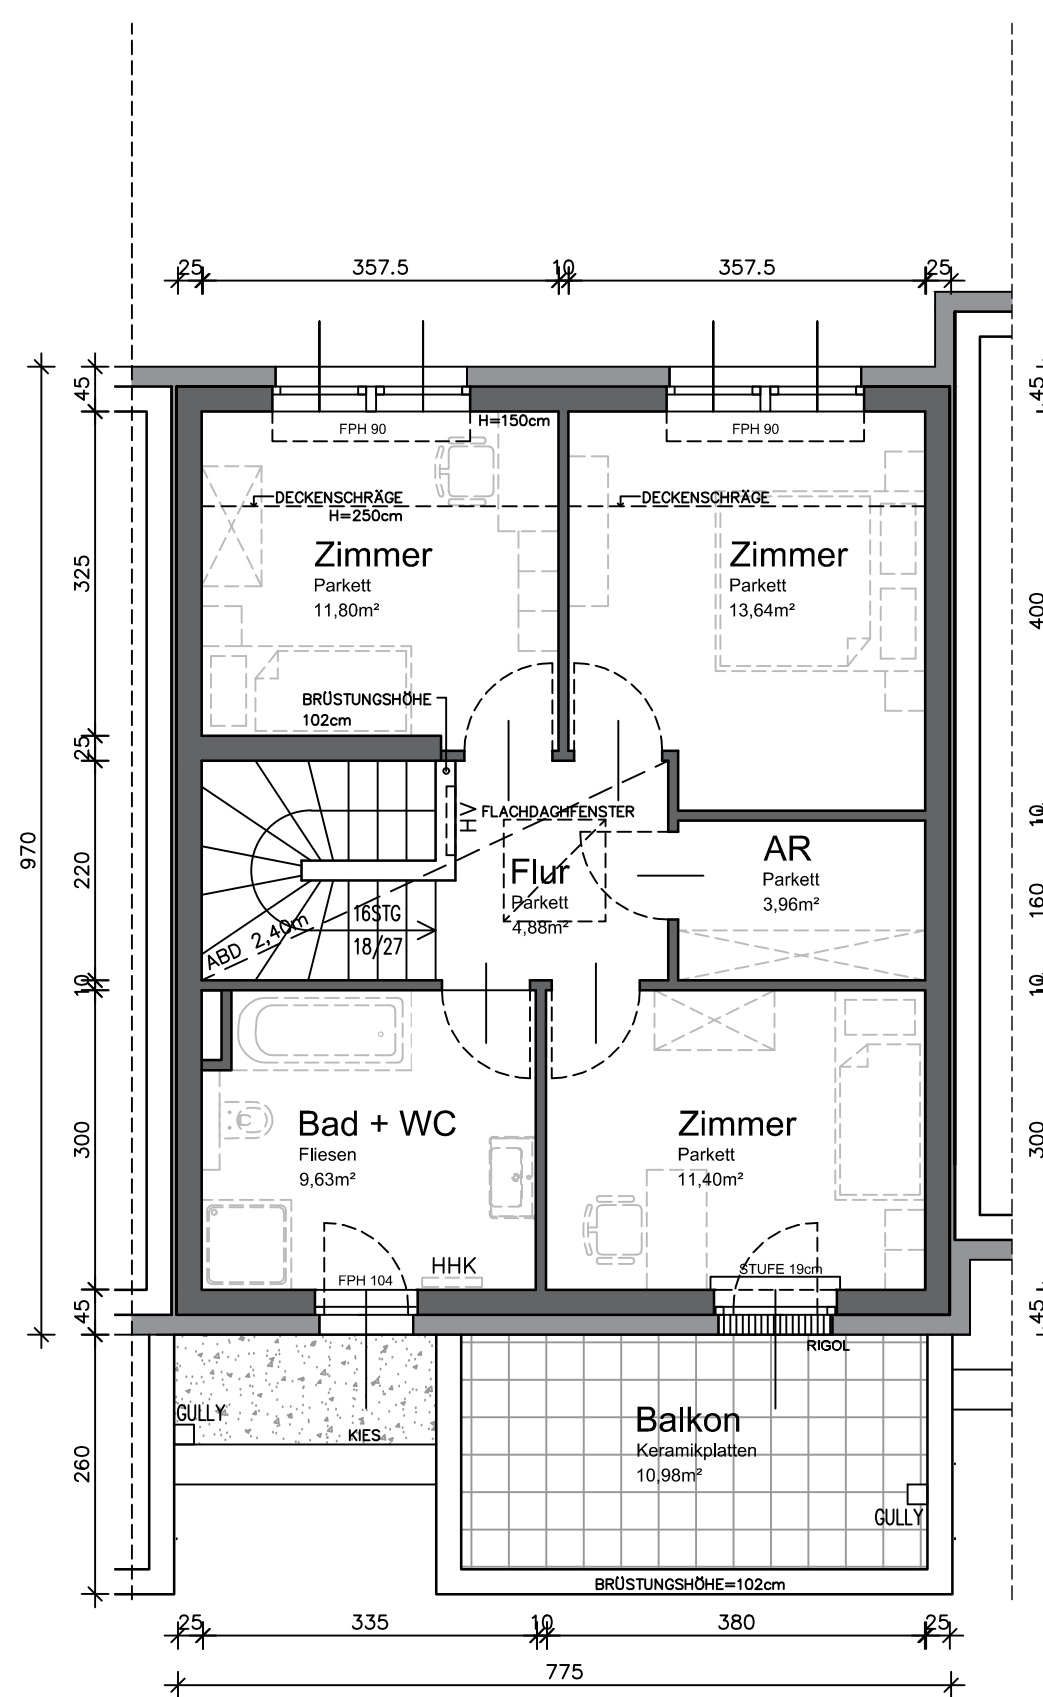 25 357.5 10 357.5 25
45
325
25
220
10
300
45
260
970
45
400
10
160
10
300
45
FPH 90
H=150cm
FPH 90
DECKENSCHRÄGE
H=250cm
DECKENSCHRÄGE
Zimmer
Parkett
11,80m²
Zimmer
Parkett
13,64m²
BRÜSTUNGSHÖHE
102cm
HV
FLACHDACHFENSTER
Flur
Parkett
4,88m²
AR
Parkett
3,96m²
16STG
18/27
ABD 2,40m
Bad + WC
Fliesen
9,63m²
Zimmer
Parkett
11,40m²
HHK
FPH 104
STUFE 19cm
RIGOL
GULLY
KIES
Balkon
Keramikplatten
10,98m²
GULLY
BRÜSTUNGSHÖHE=102cm
25 335 10 380 25
775